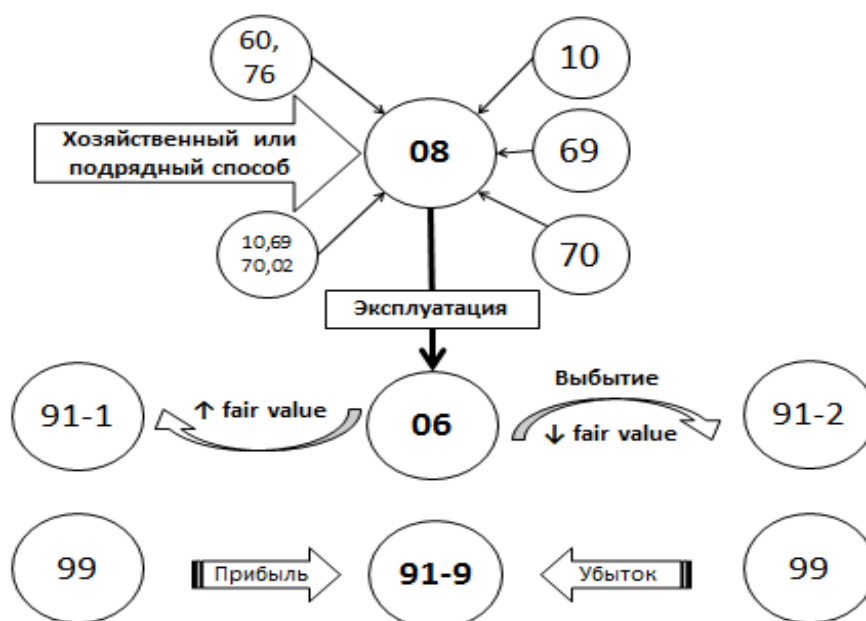 60,
76
10
Хозяйственный или
подрядный способ
08
69
10,69
70,02
70
Эксплуатация
91-1
↑ fair value
06
Выбытие
↓ fair value
91-2
99
Прибыль
91-9
Убыток
99